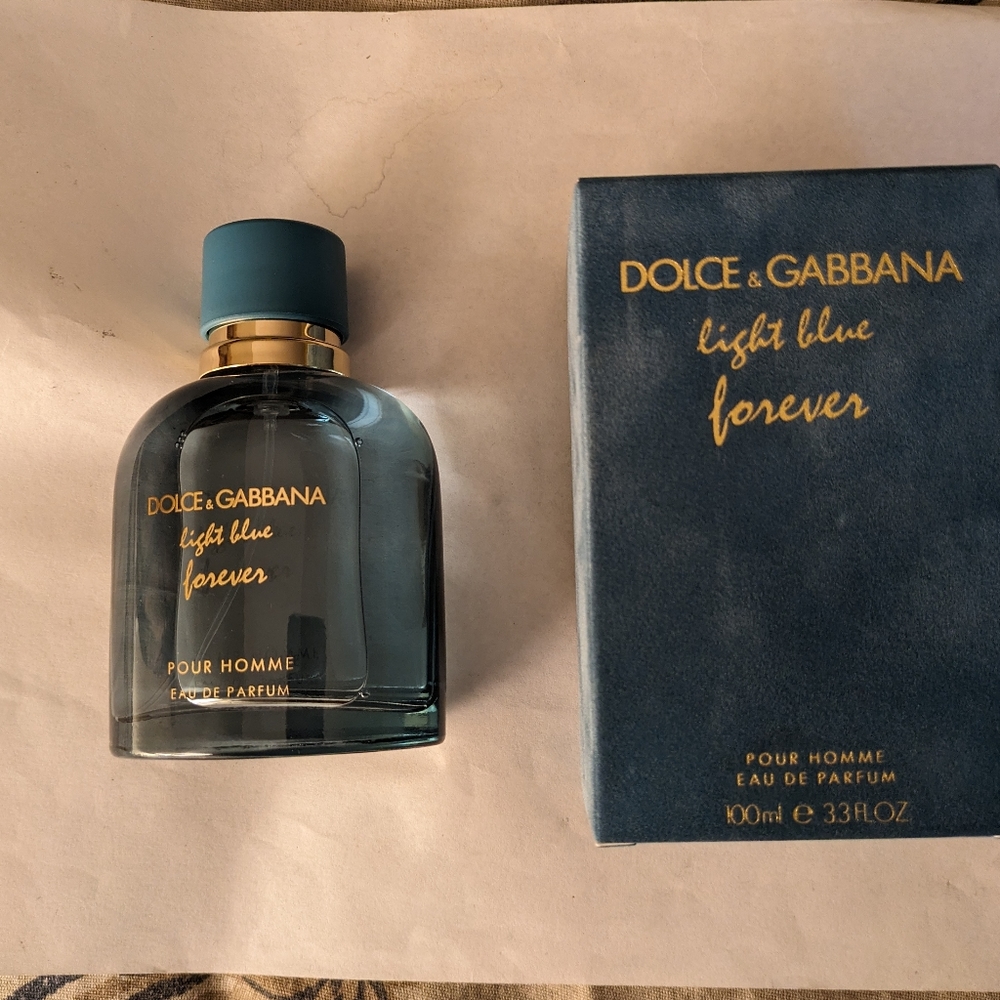 DOLCE & GABBANA
light blue
forever
POUR HOMME
EAU DE PARFUM
DOLCE & GABBANA
light blue
forever
POUR HOMME
EAU DE PARFUM
100ml ℮ 3.3 FL.OZ